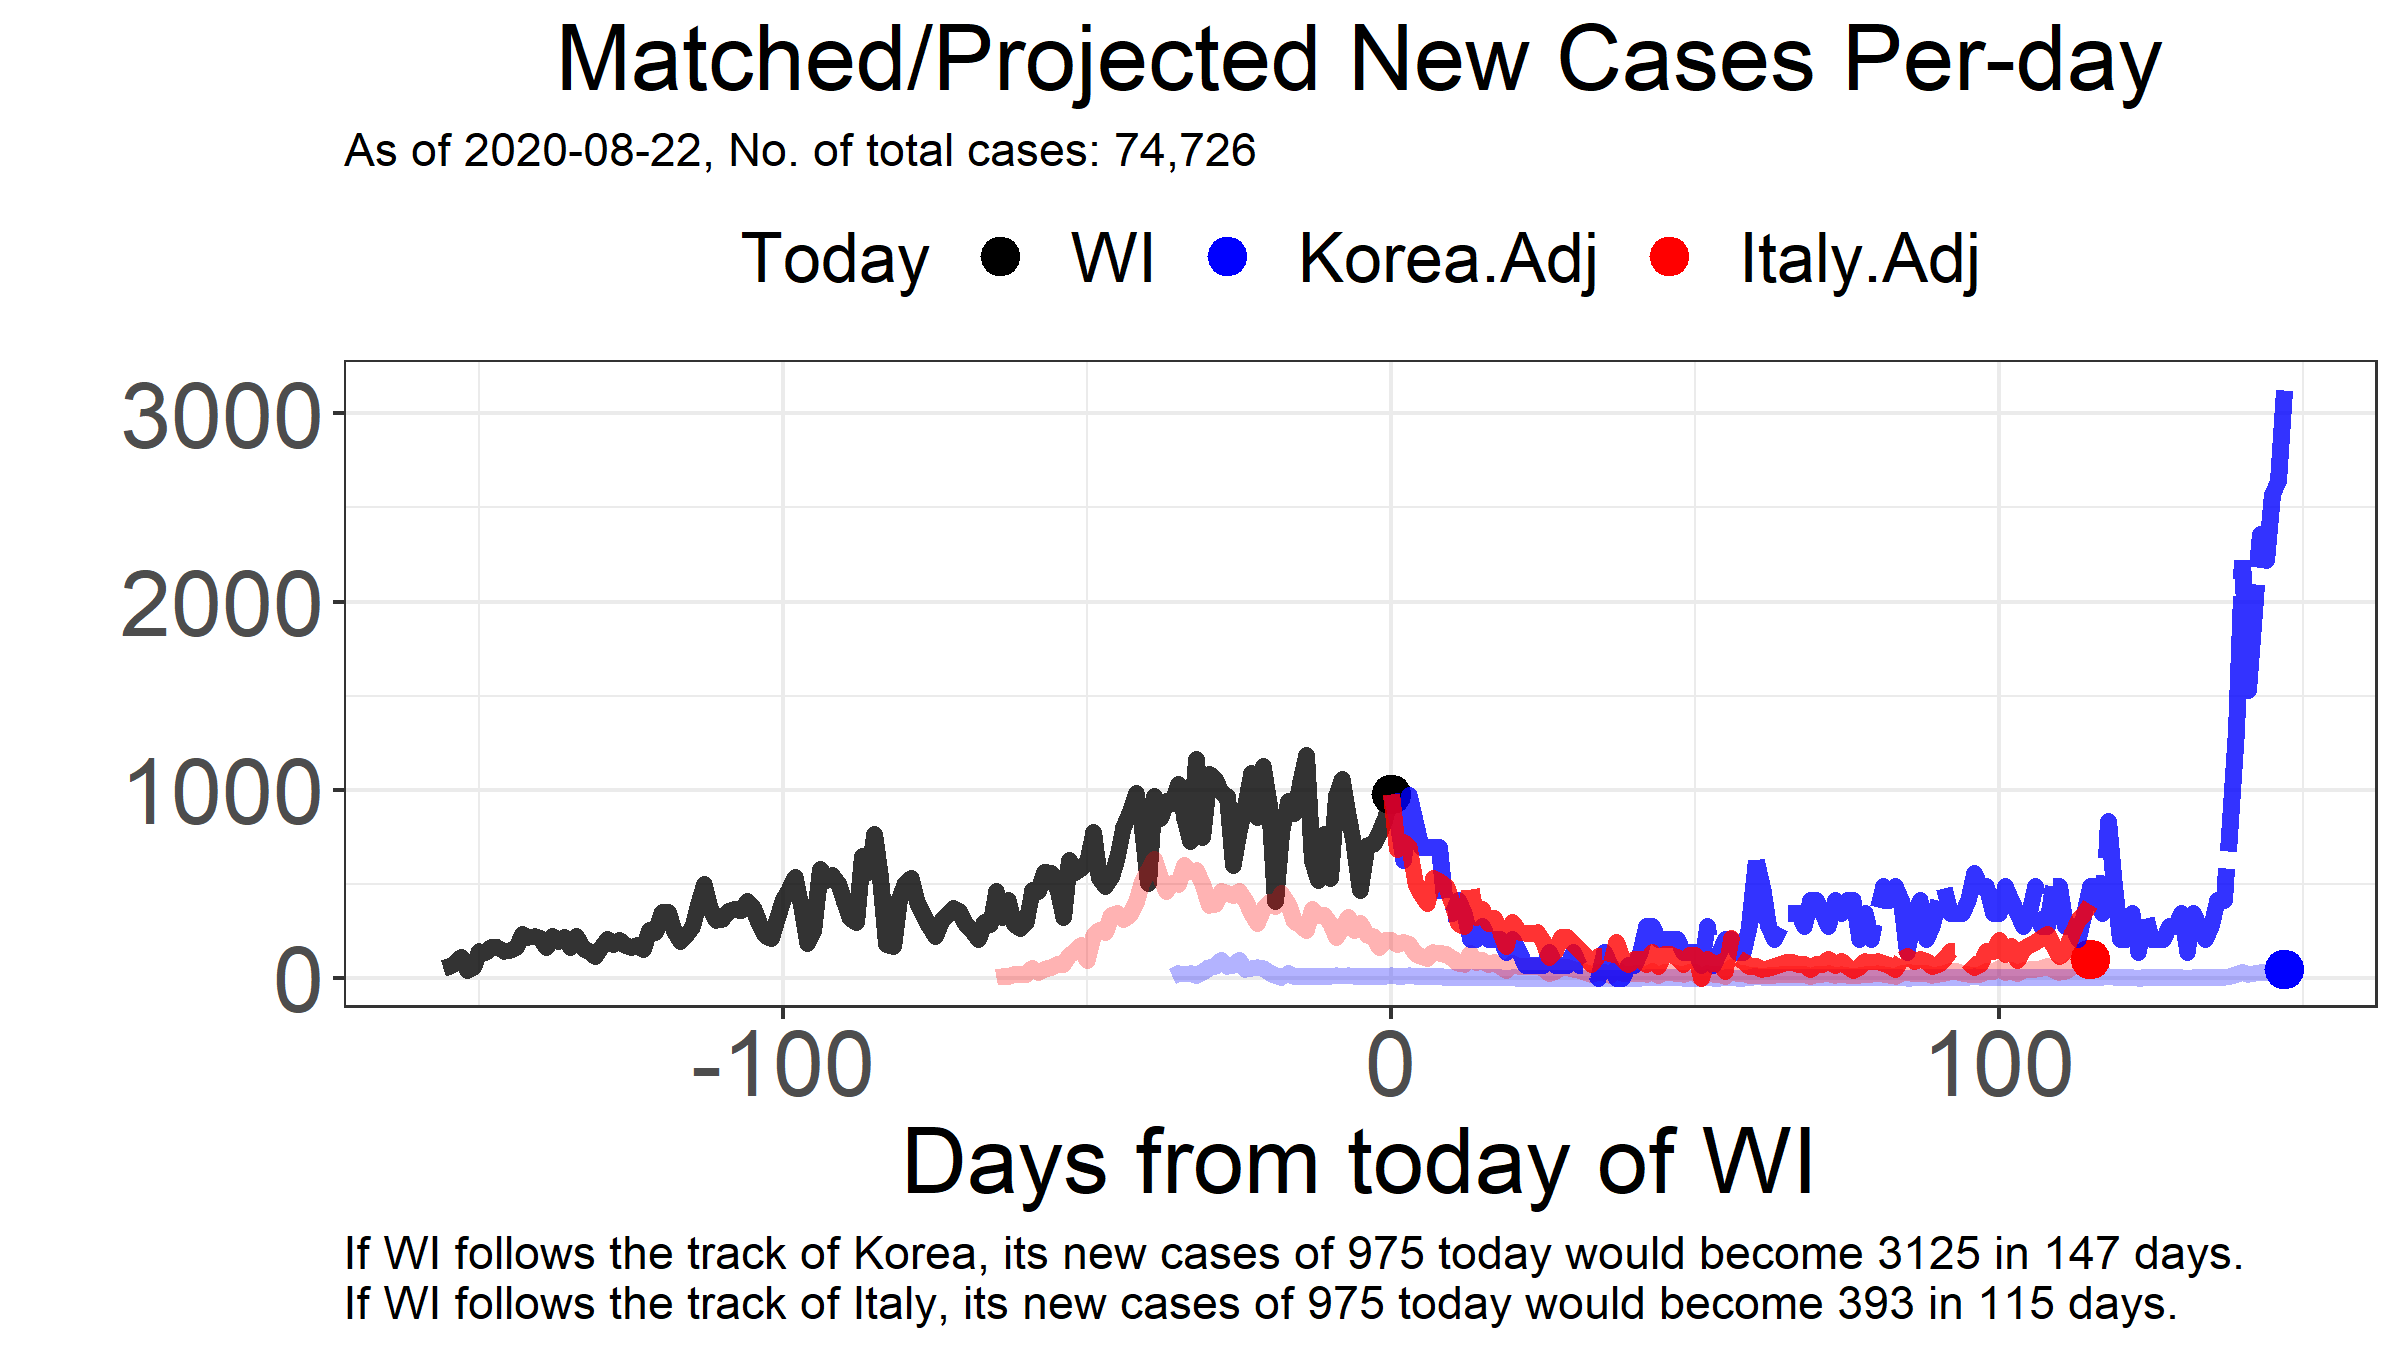 Matched/Projected New Cases Per-day
As of 2020-08-22, No. of total cases: 74,726
Today WI Korea.Adj Italy.Adj
3000
2000
1000
0
-100 0 100
Days from today of WI
If WI follows the track of Korea, its new cases of 975 today would become 3125 in 147 days.
If WI follows the track of Italy, its new cases of 975 today would become 393 in 115 days.